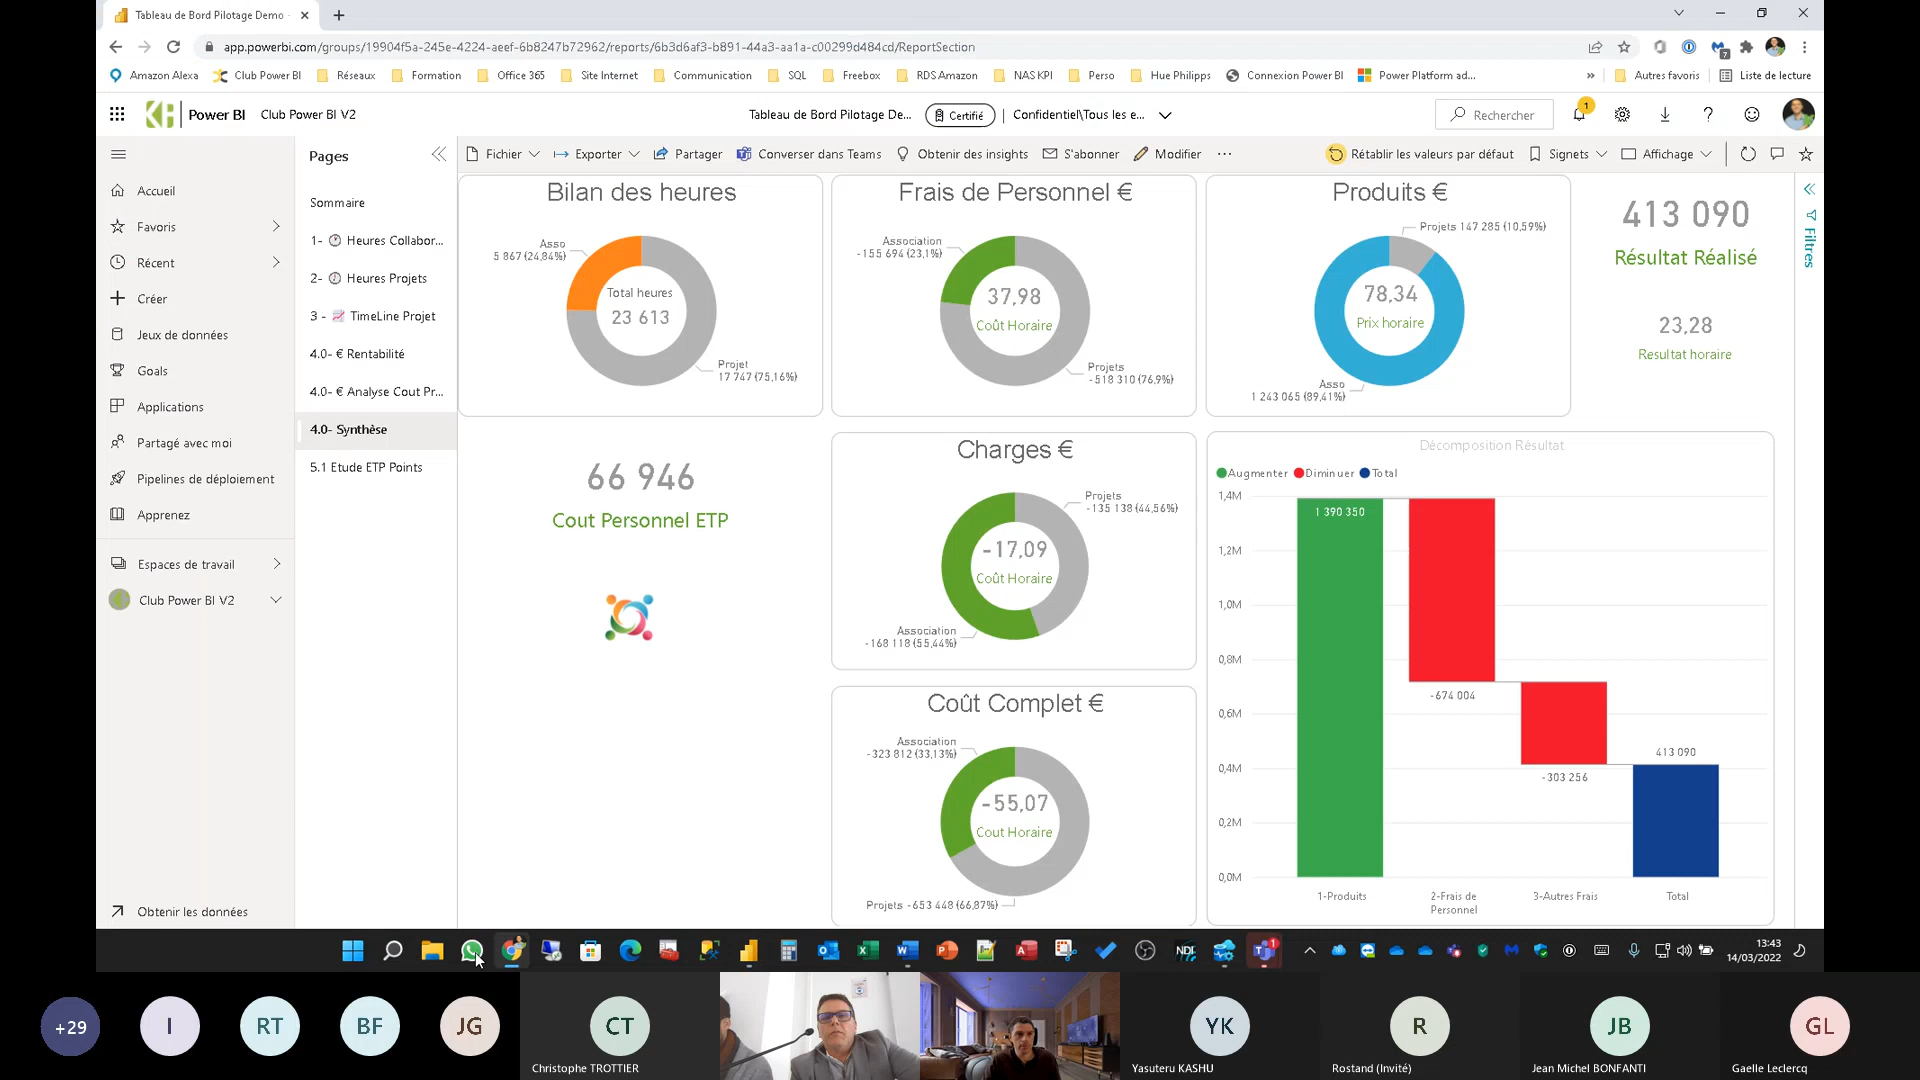 Tableau de Bord Pilotage Demo
app.powerbi.com/groups/19904f5a-245e-4224-aeef-6b8247b72962/reports/6b3d6af3-b891-44a3-aa1a-c00299d484cd/ReportSection
Amazon Alexa
Club Power BI
Réseaux
Formation
Office 365
Site Internet
Communication
SQL
Freebox
RDS Amazon
NAS KPI
Perso
Hue Philipps
Connexion Power BI
Power Platform ad...
»
Autres favoris
Liste de lecture
7
Power BI
Club Power BI V2
Tableau de Bord Pilotage De...
Certifié
Confidentiel\Tous les e...
Rechercher
1
Fichier
Exporter
Partager
Converser dans Teams
Obtenir des insights
S'abonner
Modifier
...
Rétablir les valeurs par défaut
Signets
Affichage
Accueil
Favoris
Récent
Créer
Jeux de données
Goals
Applications
Partagé avec moi
Pipelines de déploiement
Apprenez
Espaces de travail
Club Power BI V2
Obtenir les données
Pages
Sommaire
1- Heures Collabor...
2- Heures Projets
3 - TimeLine Projet
4.0- € Rentabilité
4.0- € Analyse Cout Pr...
4.0- Synthèse
5.1 Etude ETP Points
Bilan des heures
Asso
5 867 (24,84%)
Total heures
23 613
Projet
17 747 (75,16%)
Frais de Personnel €
Association
-155 694 (23,1%)
37,98
Coût Horaire
Projets
-518 310 (76,9%)
Produits €
Projets 147 285 (10,59%)
78,34
Prix horaire
Asso
1 243 065 (89,41%)
413 090
Résultat Réalisé
23,28
Resultat horaire
Filtres
66 946
Cout Personnel ETP
Charges €
Projets
-135 138 (44,56%)
-17,09
Coût Horaire
Association
-168 118 (55,44%)
Coût Complet €
Association
-323 812 (33,13%)
-55,07
Cout Horaire
Projets -653 448 (66,87%)
Décomposition Résultat
Augmenter Diminuer Total
1,4M
1,2M
1,0M
0,8M
0,6M
0,4M
0,2M
0,0M
1 390 350
-674 004
-303 256
413 090
1-Produits
2-Frais de
Personnel
3-Autres Frais
Total
NDI
1
13:43
14/03/2022
+29
I
RT
BF
JG
CT
Christophe TROTTIER
YK
Yasuteru KASHU
R
Rostand (Invité)
JB
Jean Michel BONFANTI
GL
Gaelle Leclercq